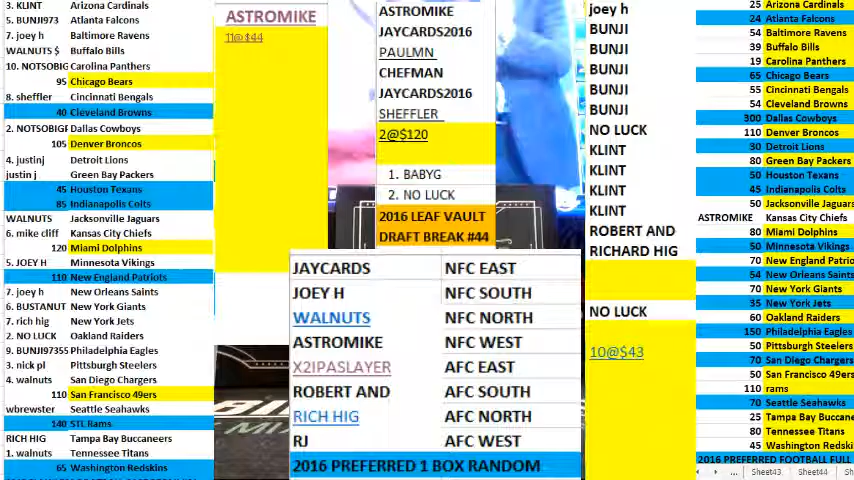 3. KLINT Arizona Cardinals
5. BUNJI973 Atlanta Falcons
7. joey h Baltimore Ravens
WALNUTS $ Buffalo Bills
10. NOTSOBIG Carolina Panthers
95 Chicago Bears
8. sheffler Cincinnati Bengals
40 Cleveland Browns
2. NOTSOBIGF Dallas Cowboys
105 Denver Broncos
4. justinj Detroit Lions
justin j Green Bay Packers
45 Houston Texans
85 Indianapolis Colts
WALNUTS Jacksonville Jaguars
6. mike cliff Kansas City Chiefs
120 Miami Dolphins
5. JOEY H Minnesota Vikings
110 New England Patriots
7. joey h New Orleans Saints
6. BUSTANUT New York Giants
7. rich hig New York Jets
2. NO LUCK Oakland Raiders
9. BUNJI97355 Philadelphia Eagles
3. nick pl Pittsburgh Steelers
4. walnuts San Diego Chargers
110 San Francisco 49ers
wbrewster Seattle Seahawks
140 STL Rams
RICH HIG Tampa Bay Buccaneers
1. walnuts Tennessee Titans
65 Washington Redskins
ASTROMIKE
11@$44
ASTROMIKE
JAYCARDS2016
PAULMN
CHEFMAN
JAYCARDS2016
SHEFFLER
2@$120
1. BABYG
2. NO LUCK
2016 LEAF VAULT
DRAFT BREAK #44
JAYCARDS NFC EAST
JOEY H NFC SOUTH
WALNUTS NFC NORTH
ASTROMIKE NFC WEST
X2IPASLAYER AFC EAST
ROBERT AND AFC SOUTH
RICH HIG AFC NORTH
RJ AFC WEST
2016 PREFERRED 1 BOX RANDOM
joey h
BUNJI
BUNJI
BUNJI
BUNJI
BUNJI
NO LUCK
KLINT
KLINT
KLINT
KLINT
ROBERT AND
RICHARD HIG
NO LUCK
10@$43
25 Arizona Cardinals
24 Atlanta Falcons
54 Baltimore Ravens
39 Buffalo Bills
19 Carolina Panthers
65 Chicago Bears
55 Cincinnati Bengals
54 Cleveland Browns
300 Dallas Cowboys
110 Denver Broncos
30 Detroit Lions
80 Green Bay Packers
50 Houston Texans
45 Indianapolis Colts
50 Jacksonville Jaguars
ASTROMIKE Kansas City Chiefs
80 Miami Dolphins
50 Minnesota Vikings
70 New England Patrio
54 New Orleans Saints
70 New York Giants
35 New York Jets
60 Oakland Raiders
150 Philadelphia Eagles
50 Pittsburgh Steelers
70 San Diego Chargers
50 San Francisco 49ers
110 rams
70 Seattle Seahawks
25 Tampa Bay Buccane
80 Tennessee Titans
45 Washington Redskins
2016 PREFERRED FOOTBALL FULL
... Sheet43 Sheet44 Sh